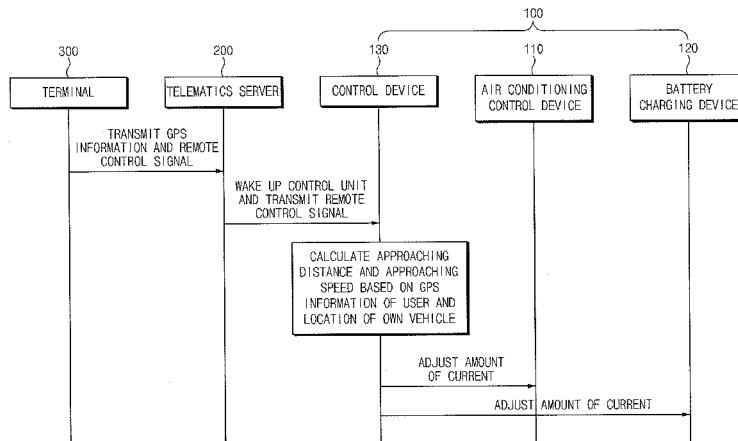 100
300
200
130
110
120
TERMINAL
TELEMATICS SERVER
CONTROL DEVICE
AIR CONDITIONING
CONTROL DEVICE
BATTERY
CHARGING DEVICE
TRANSMIT GPS
INFORMATION AND REMOTE
CONTROL SIGNAL
WAKE UP CONTROL UNIT
AND TRANSMIT REMOTE
CONTROL SIGNAL
CALCULATE APPROACHING
DISTANCE AND APPROACHING
SPEED BASED ON GPS
INFORMATION OF USER AND
LOCATION OF OWN VEHICLE
ADJUST AMOUNT
OF CURRENT
ADJUST AMOUNT OF CURRENT